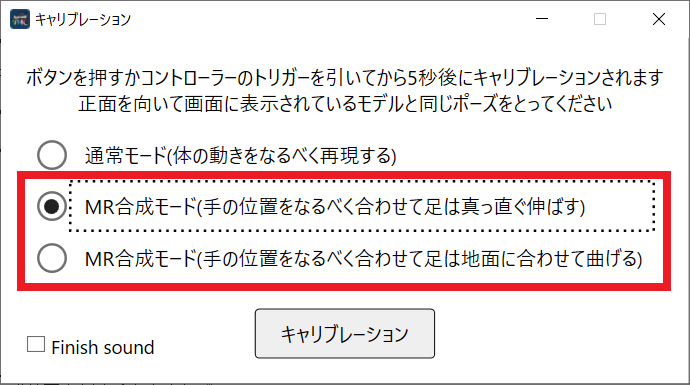 キャリブレーション
ボタンを押すかコントローラーのトリガーを引いてから5秒後にキャリブレーションされます
正面を向いて画面に表示されているモデルと同じポーズをとってください
通常モード(体の動きをなるべく再現する)
MR合成モード(手の位置をなるべく合わせて足は真っ直ぐ伸ばす)
MR合成モード(手の位置をなるべく合わせて足は地面に合わせて曲げる)
キャリブレーション
Finish sound